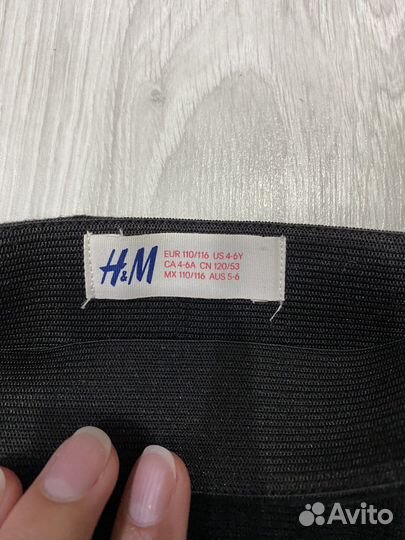 H&M
EUR 110/116 US 4-6Y
CA 4-6A CN 120/53
MX 110/116 AUS 5-6
Avito